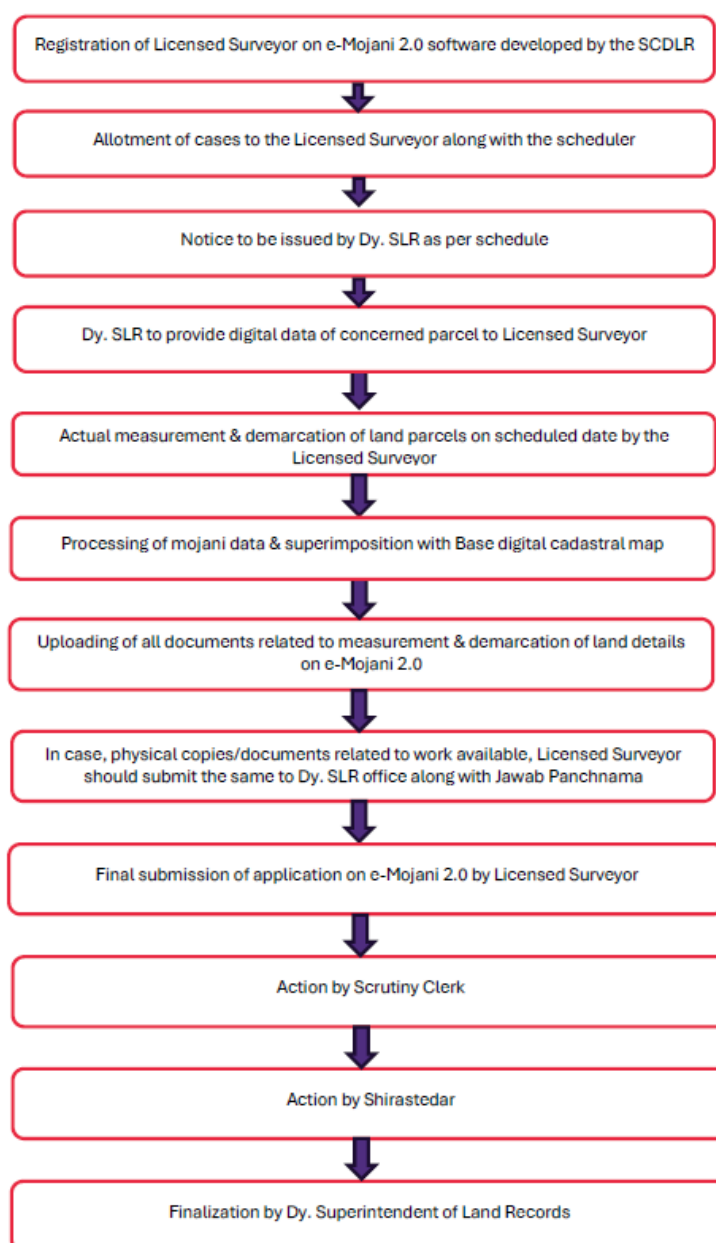 Registration of Licensed Surveyor on e-Mojani 2.0 software developed by the SCDLR
Allotment of cases to the Licensed Surveyor along with the scheduler
Notice to be issued by Dy. SLR as per schedule
Dy. SLR to provide digital data of concerned parcel to Licensed Surveyor
Actual measurement & demarcation of land parcels on scheduled date by the
Licensed Surveyor
Processing of mojani data & superimposition with Base digital cadastral map
Uploading of all documents related to measurement & demarcation of land details
on e-Mojani 2.0
In case, physical copies/documents related to work available, Licensed Surveyor
should submit the same to Dy. SLR office along with Jawab Panchnama
Final submission of application on e-Mojani 2.0 by Licensed Surveyor
Action by Scrutiny Clerk
Action by Shirastedar
Finalization by Dy. Superintendent of Land Records